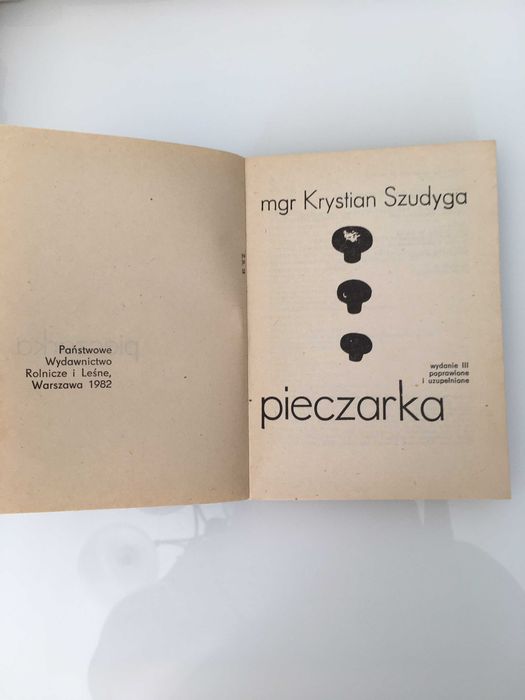 Państwowe
Wydawnictwo
Rolnicze i Leśne,
Warszawa 1982
mgr Krystian Szudyga
wydanie III
poprawione
i uzupełnione
pieczarka